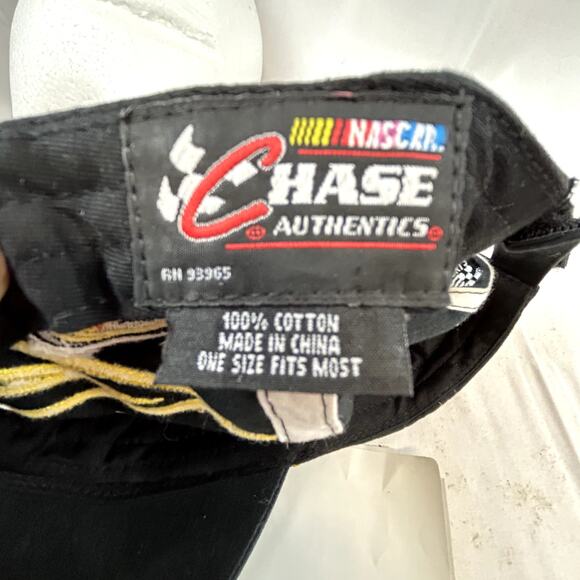 NASCAR.
CHASE
AUTHENTICS
RN 93965
100% COTTON
MADE IN CHINA
ONE SIZE FITS MOST